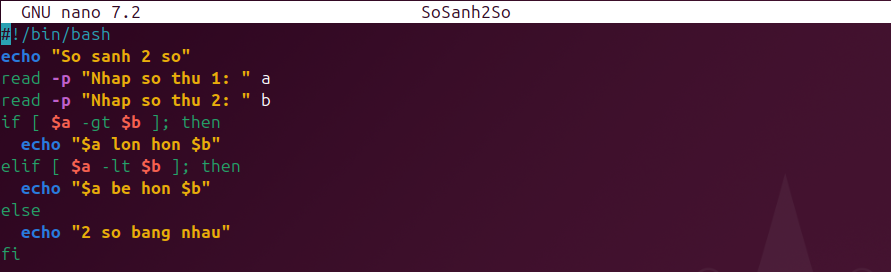 GNU nano 7.2 SoSanh2So
#!/bin/bash
echo "So sanh 2 so"
read -p "Nhap so thu 1: " a
read -p "Nhap so thu 2: " b
if [ $a -gt $b ]; then
  echo "$a lon hon $b"
elif [ $a -lt $b ]; then
  echo "$a be hon $b"
else
  echo "2 so bang nhau"
fi